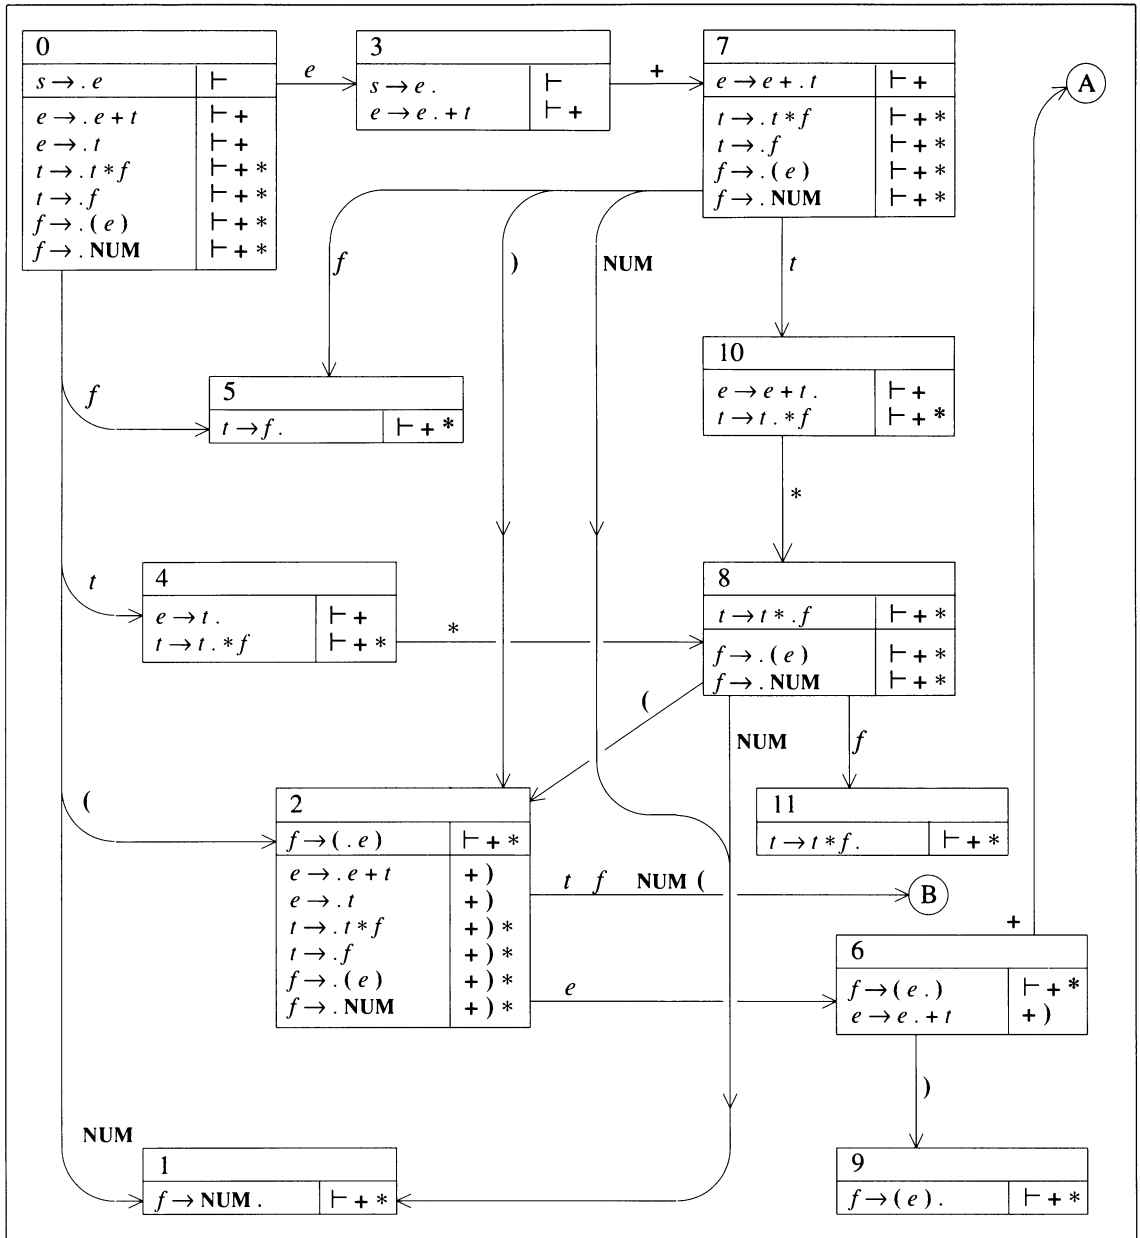 0
s → . e ⊢
e → . e + t ⊢ +
e → . t ⊢ +
t → . t * f ⊢ + *
t → . f ⊢ + *
f → . ( e ) ⊢ + *
f → . NUM ⊢ + *
e
3
s → e . ⊢
e → e . + t ⊢ +
+
7
e → e + . t ⊢ +
t → . t * f ⊢ + *
t → . f ⊢ + *
f → . ( e ) ⊢ + *
f → . NUM ⊢ + *
A
f
)
NUM
t
10
e → e + t . ⊢ +
t → t . * f ⊢ + *
f
5
t → f . ⊢ + *
*
t
4
e → t . ⊢ +
t → t . * f ⊢ + *
*
8
t → t * . f ⊢ + *
f → . ( e ) ⊢ + *
f → . NUM ⊢ + *
(
NUM
f
(
2
f → ( . e ) ⊢ + *
e → . e + t + )
e → . t + )
t → . t * f + ) *
t → . f + ) *
f → . ( e ) + ) *
f → . NUM + ) *
11
t → t * f . ⊢ + *
t f NUM (
B
e
+
6
f → ( e . ) ⊢ + *
e → e . + t + )
)
NUM
1
f → NUM . ⊢ + *
9
f → ( e ) . ⊢ + *